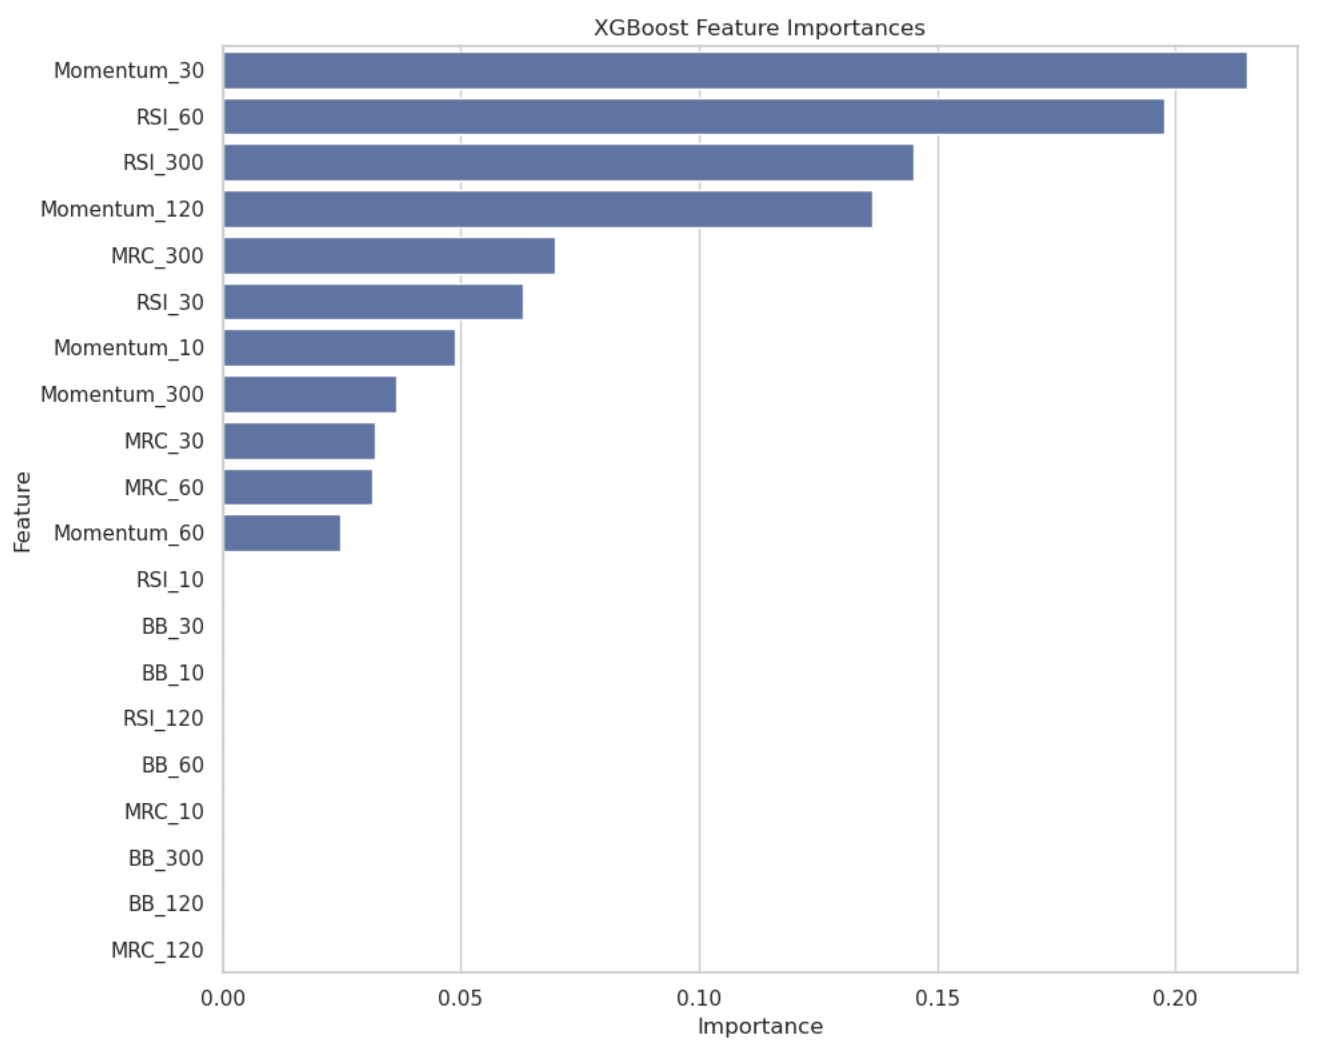 XGBoost Feature Importances
Momentum_30
RSI_60
RSI_300
Momentum_120
MRC_300
RSI_30
Momentum_10
Momentum_300
MRC_30
MRC_60
Momentum_60
RSI_10
BB_30
BB_10
RSI_120
BB_60
MRC_10
BB_300
BB_120
MRC_120
Feature
0.00 0.05 0.10 0.15 0.20
Importance